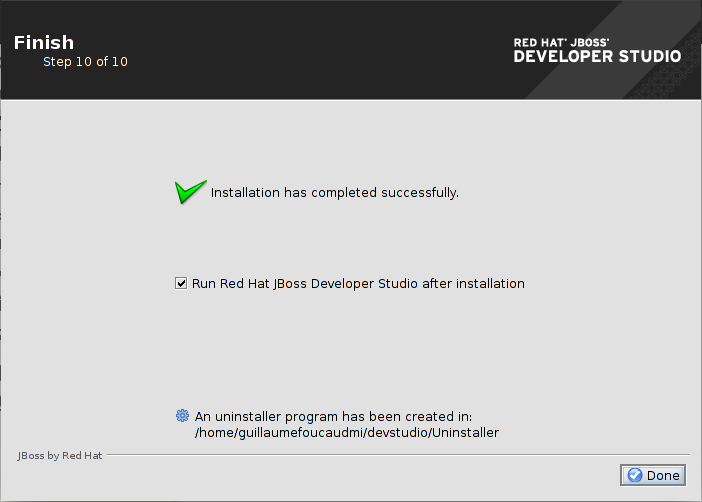 Finish
Step 10 of 10
RED HAT® JBOSS®
DEVELOPER STUDIO
Installation has completed successfully.
Run Red Hat JBoss Developer Studio after installation
An uninstaller program has been created in:
/home/guillaumefoucaudmi/devstudio/Uninstaller
JBoss by Red Hat
Done